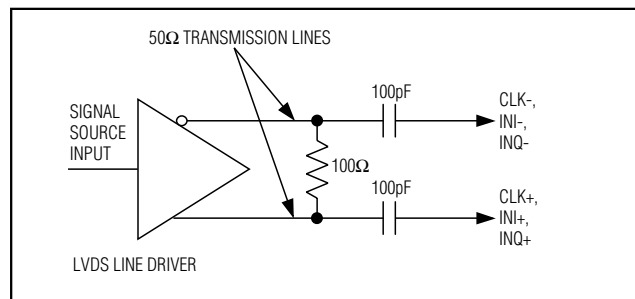 50Ω TRANSMISSION LINES
SIGNAL
SOURCE
INPUT
100pF
CLK-,
INI-,
INQ-
100Ω
100pF
CLK+,
INI+,
INQ+
LVDS LINE DRIVER